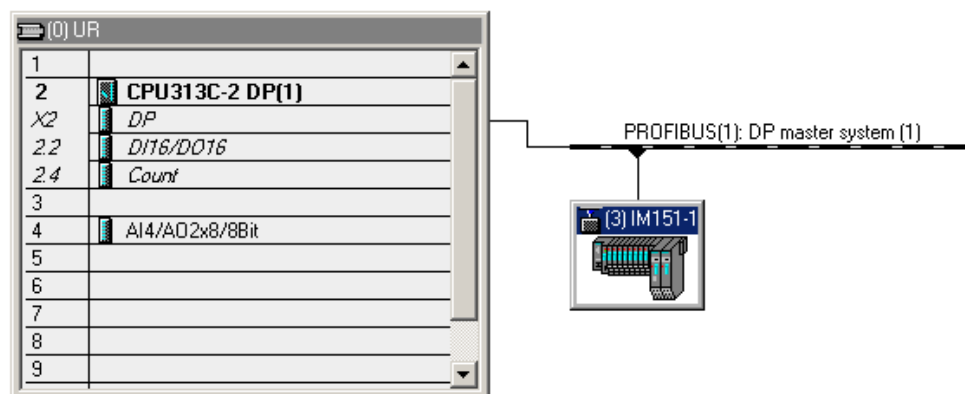 (0) UR
1
2 CPU313C-2 DP(1)
X2 DP
2.2 DI16/DO16
2.4 Count
3
4 AI4/AO2x8/8Bit
5
6
7
8
9
PROFIBUS(1): DP master system (1)
(3) IM151-1